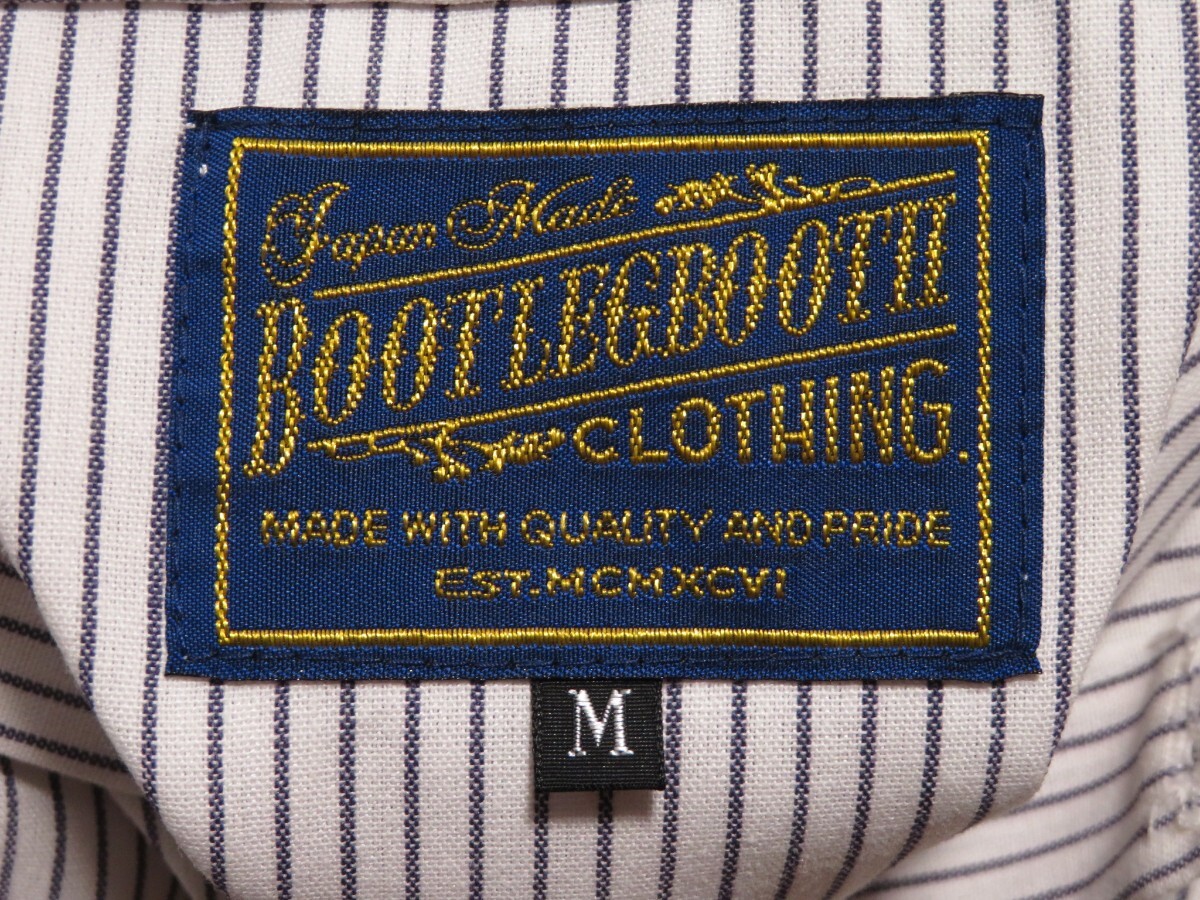 Japan Made
BOOTLEGBOOTH
CLOTHING.
MADE WITH QUALITY AND PRIDE
EST.MCMXCVI
M